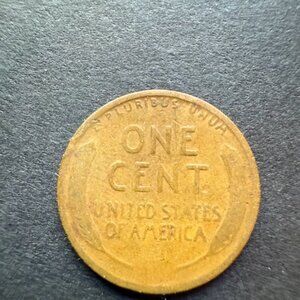 E PLURIBUS UNUM
ONE
CENT
UNITED STATES
OF AMERICA